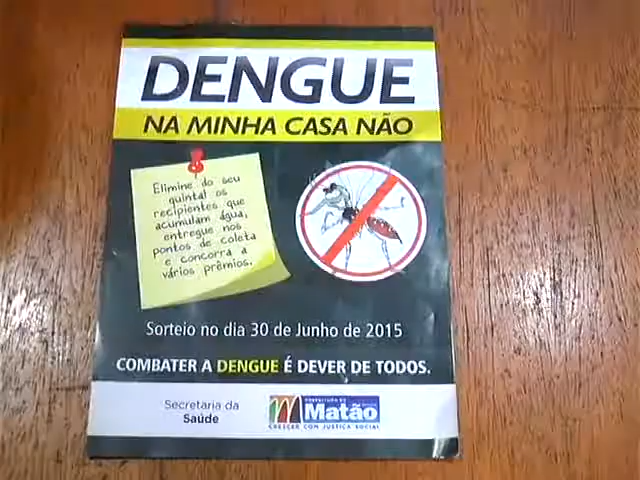 DENGUE
NA MINHA CASA NÃO
Elimine do seu
quintal os
recipientes que
acumulam água,
entregue nos
pontos de coleta
e concorra a
vários prêmios.
Sorteio no dia 30 de Junho de 2015
COMBATER A DENGUE É DEVER DE TODOS.
Secretaria da
Saúde
PREFEITURA DE
Matão
CRESCER COM JUSTIÇA SOCIAL